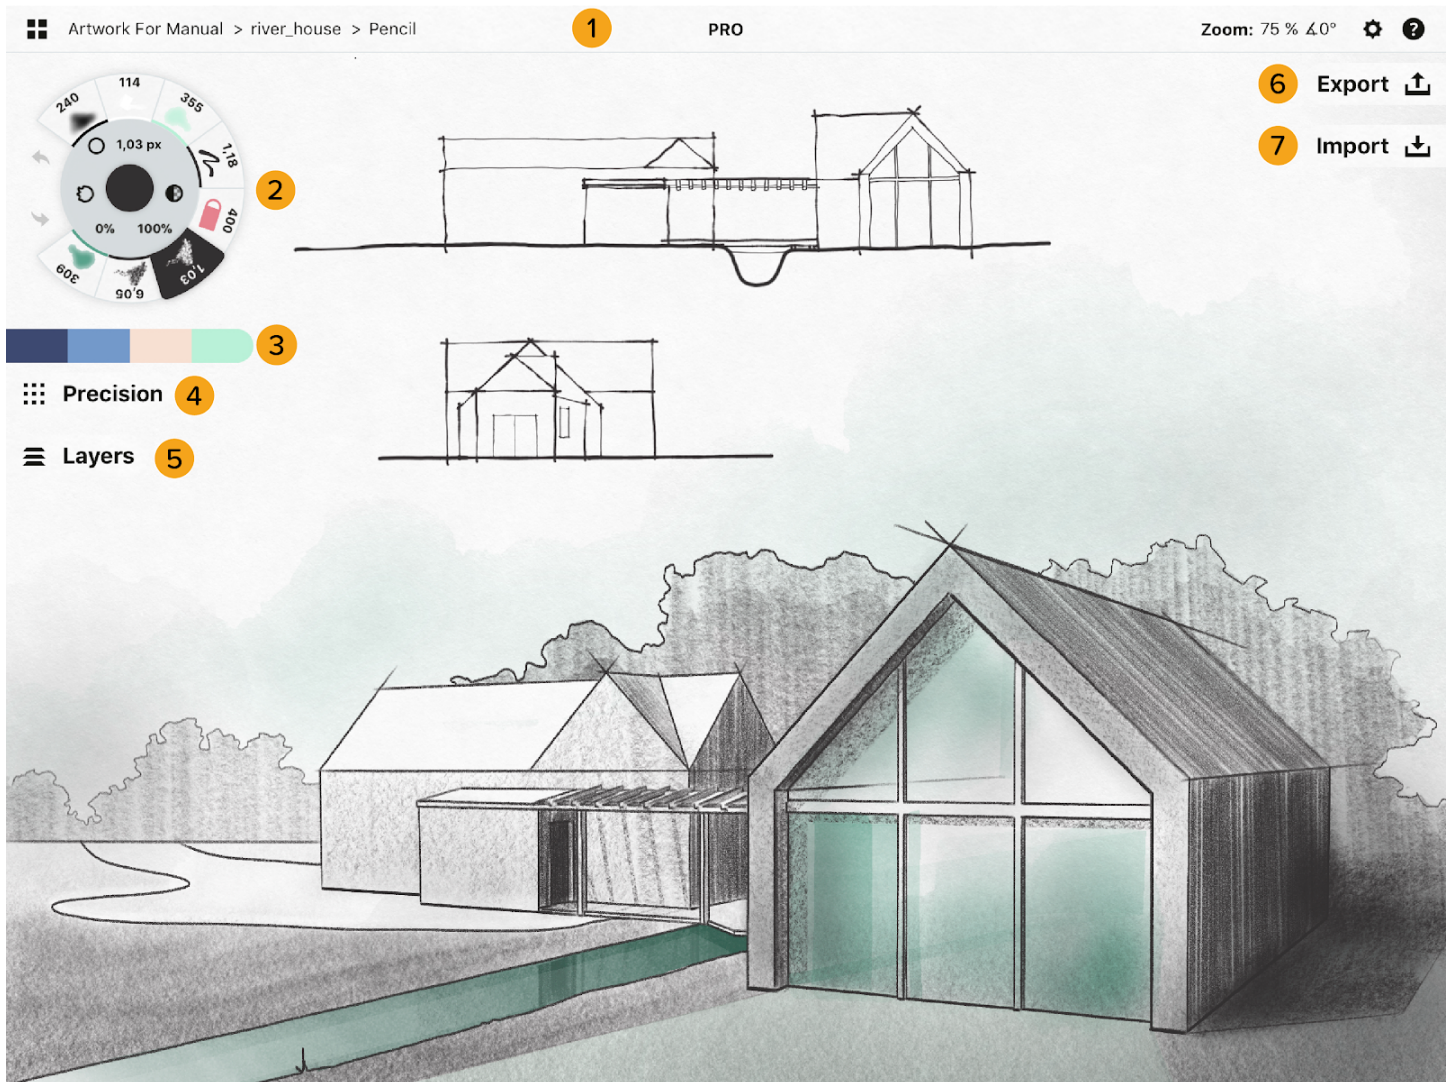 Artwork For Manual > river_house > Pencil
1
PRO
Zoom: 75 % ∡0°
?
6
Export
7
Import
240
114
355
1,18
400
1,03
6,05
309
1,03 px
0%
100%
2
3
Precision
4
Layers
5